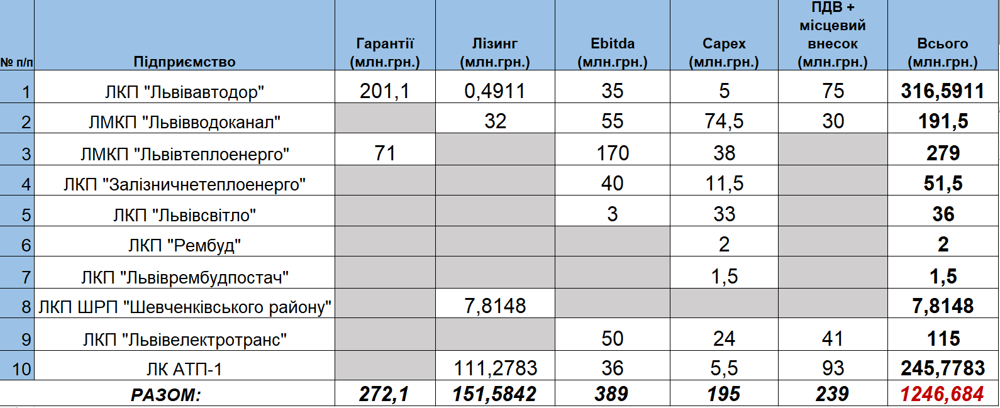 № п/п Підприємство Гарантії (млн.грн.) Лізинг (млн.грн.) Ebitda (млн.грн.) Capex (млн.грн.) ПДВ + місцевий внесок (млн.грн.) Всього (млн.грн.)
1 ЛКП "Львівавтодор" 201,1 0,4911 35 5 75 316,5911
2 ЛМКП "Львівводоканал" 32 55 74,5 30 191,5
3 ЛМКП "Львівтеплоенерго" 71 170 38 279
4 ЛКП "Залізничнетеплоенерго" 40 11,5 51,5
5 ЛКП "Львівсвітло" 3 33 36
6 ЛКП "Рембуд" 2 2
7 ЛКП "Львіврембудпостач" 1,5 1,5
8 ЛКП ШРП "Шевченківського району" 7,8148 7,8148
9 ЛКП "Львівелектротранс" 50 24 41 115
10 ЛК АТП-1 111,2783 36 5,5 93 245,7783
РАЗОМ: 272,1 151,5842 389 195 239 1246,684